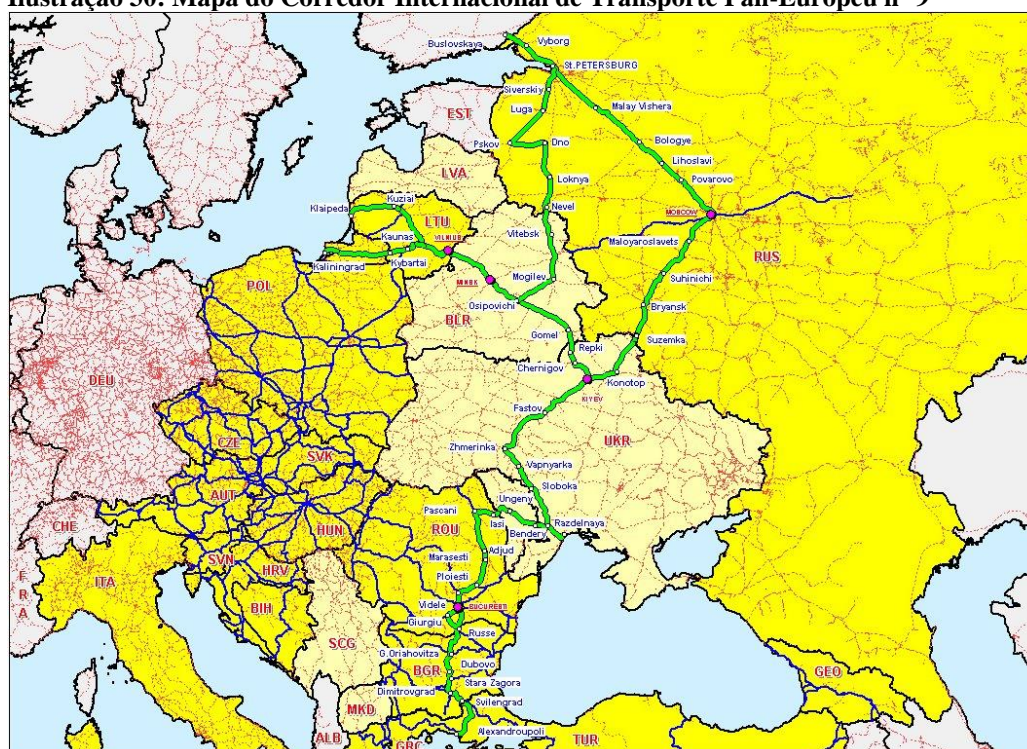 Ilustração 30: Mapa do Corredor Internacional de Transporte Pan-Europeu nº 9
Buslovskaya
Vyborg
St.PETERSBURG
Siverskiy
Luga
Malay Vishera
EST
Pskov
Dno
Bologye
Lihoslavl
Povarovo
LVA
Loknya
Kuziai
Klaipeda
LTU
Nevel
MOSCOW
Kaunas
VILNIUS
Vitebsk
Maloyaroslavets
RUS
Kaliningrad
Kybartai
POL
MINSK
Mogilev
Suhinichi
Osipovichi
Bryansk
BLR
Gomel
Repki
Suzemka
Chernigov
DEU
Konotop
KIYEV
Fastov
CZE
SVK
Zhmerinka
UKR
Vapnyarka
AUT
Sloboka
Ungeny
CHE
Pascani
Iasi
Razdelnaya
HUN
ROU
Bendery
SVN
HRV
Marasesti
Adjud
FRA
ITA
Ploiesti
BIH
Videle
BUCURESTI
Giurgiu
SCG
Russe
G.Oriahovitza
BGR
Dubovo
GEO
Stara Zagora
Dimitrovgrad
Svilengrad
MKD
Alexandroupoli
ALB
GRC
TUR